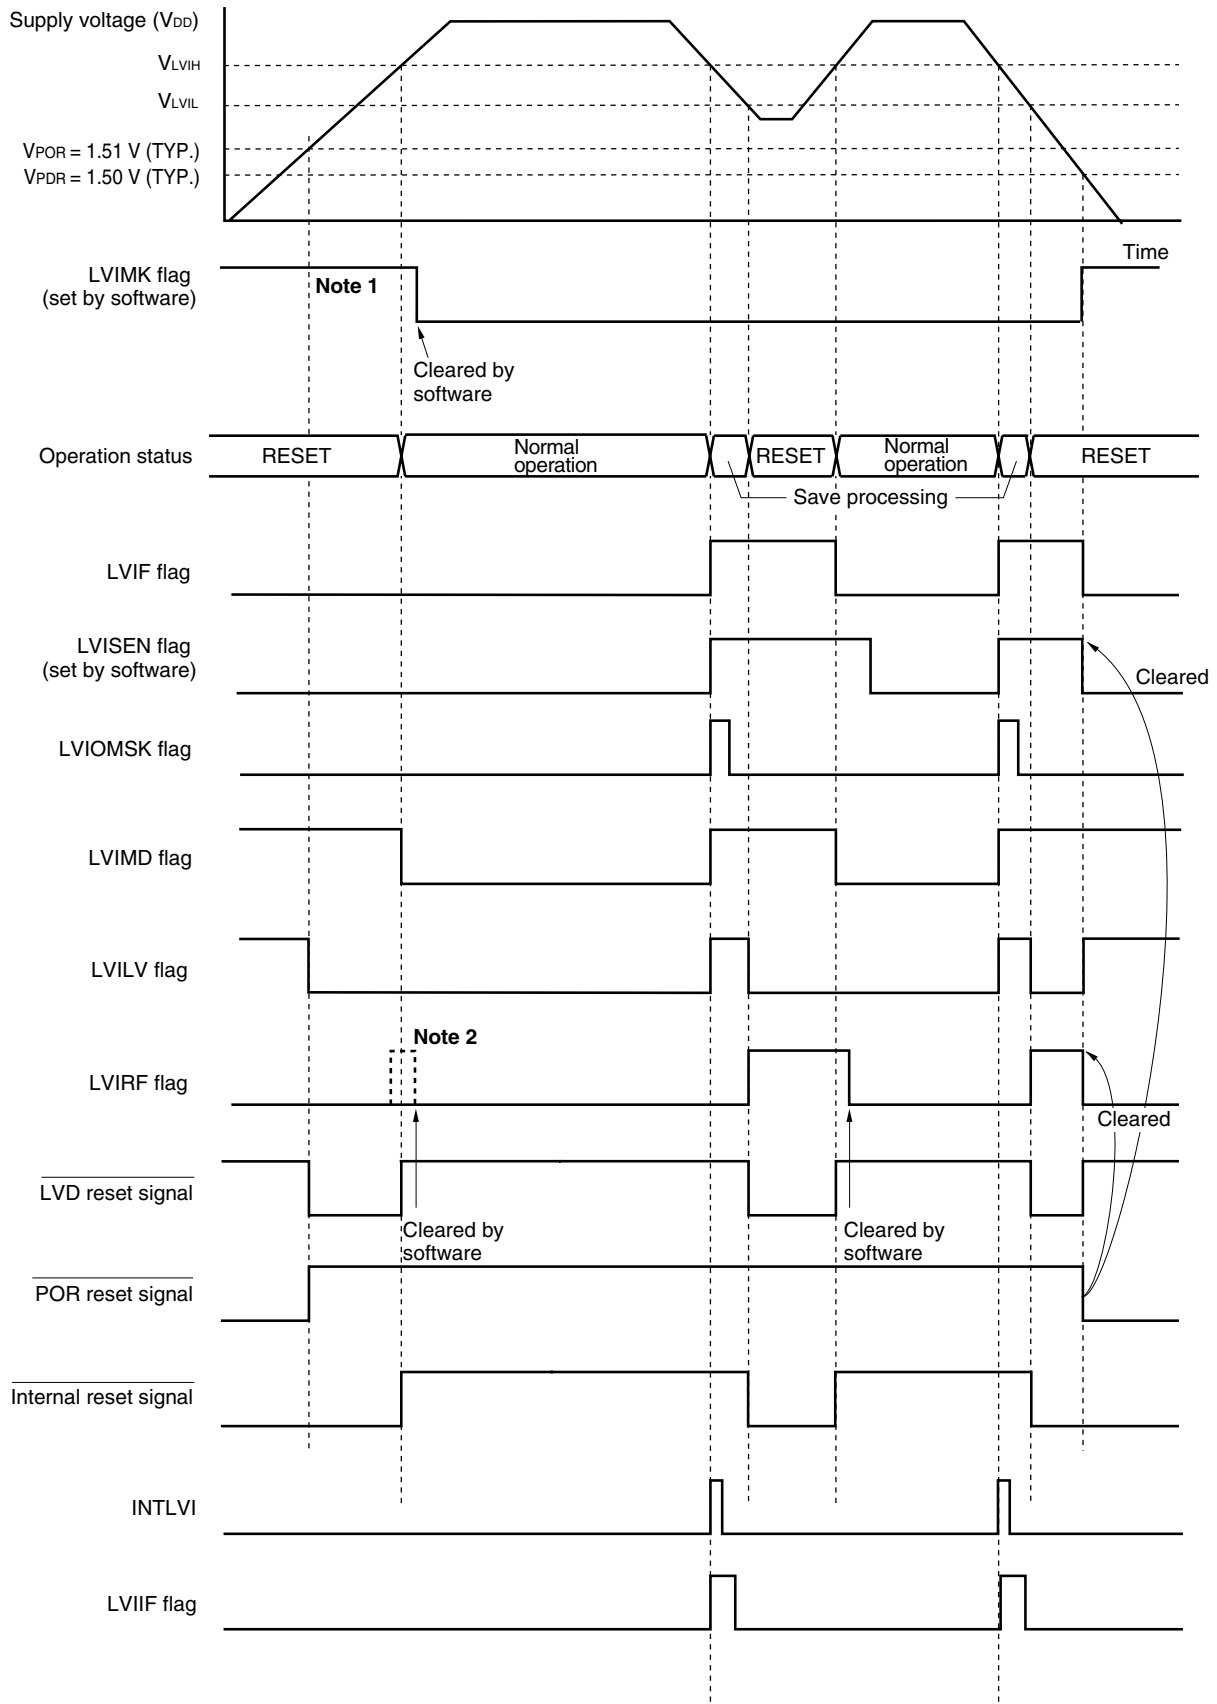 Supply voltage (VDD)
VLVIH
VLVIL
VPOR = 1.51 V (TYP.)
VPDR = 1.50 V (TYP.)
Time
LVIMK flag
(set by software)
Note 1
Cleared by
software
Operation status
RESET
Normal
operation
RESET
Normal
operation
RESET
Save processing
LVIF flag
LVISEN flag
(set by software)
Cleared
LVIOMSK flag
LVIMD flag
LVILV flag
Note 2
LVIRF flag
Cleared
LVD reset signal
Cleared by
software
Cleared by
software
POR reset signal
Internal reset signal
INTLVI
LVIIF flag